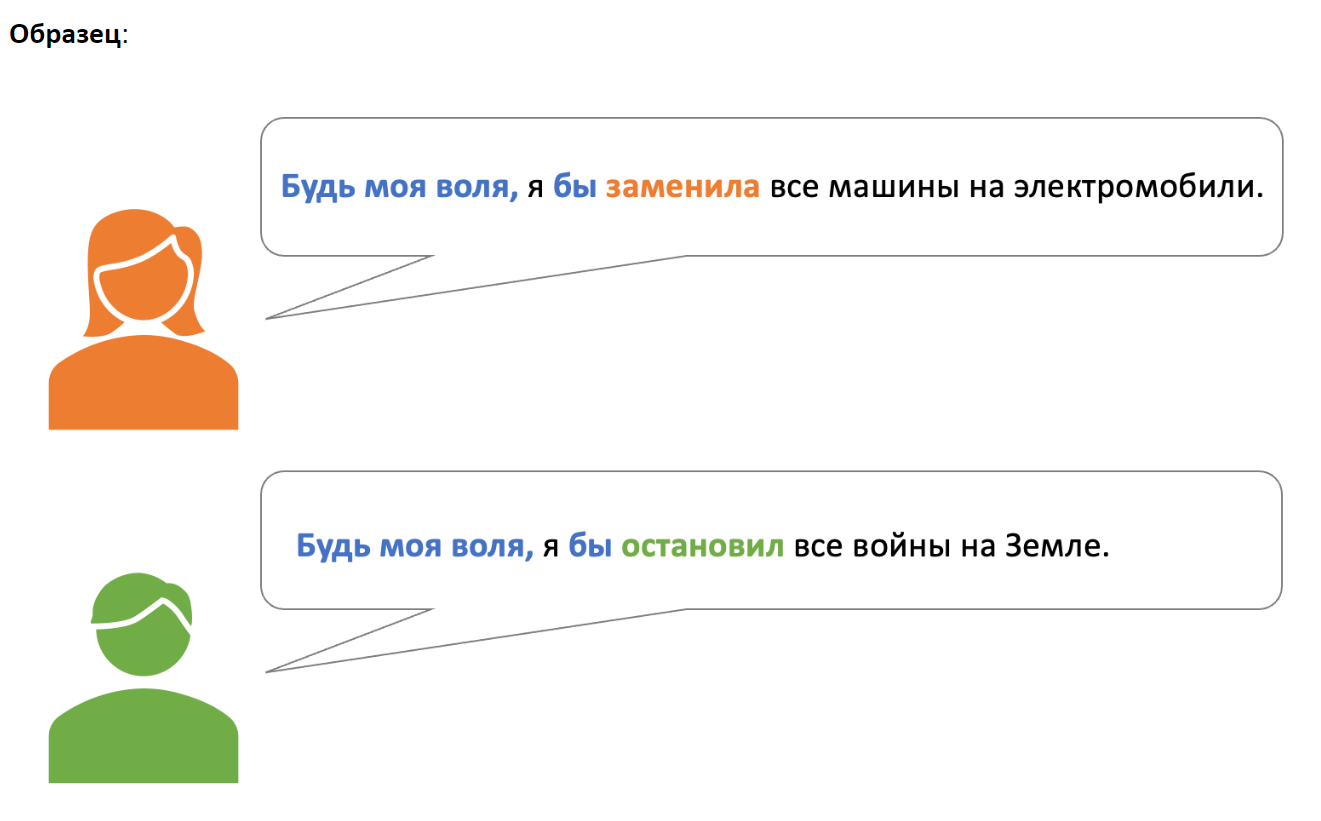 Образец:
Будь моя воля, я бы заменила все машины на электромобили.
Будь моя воля, я бы остановил все войны на Земле.